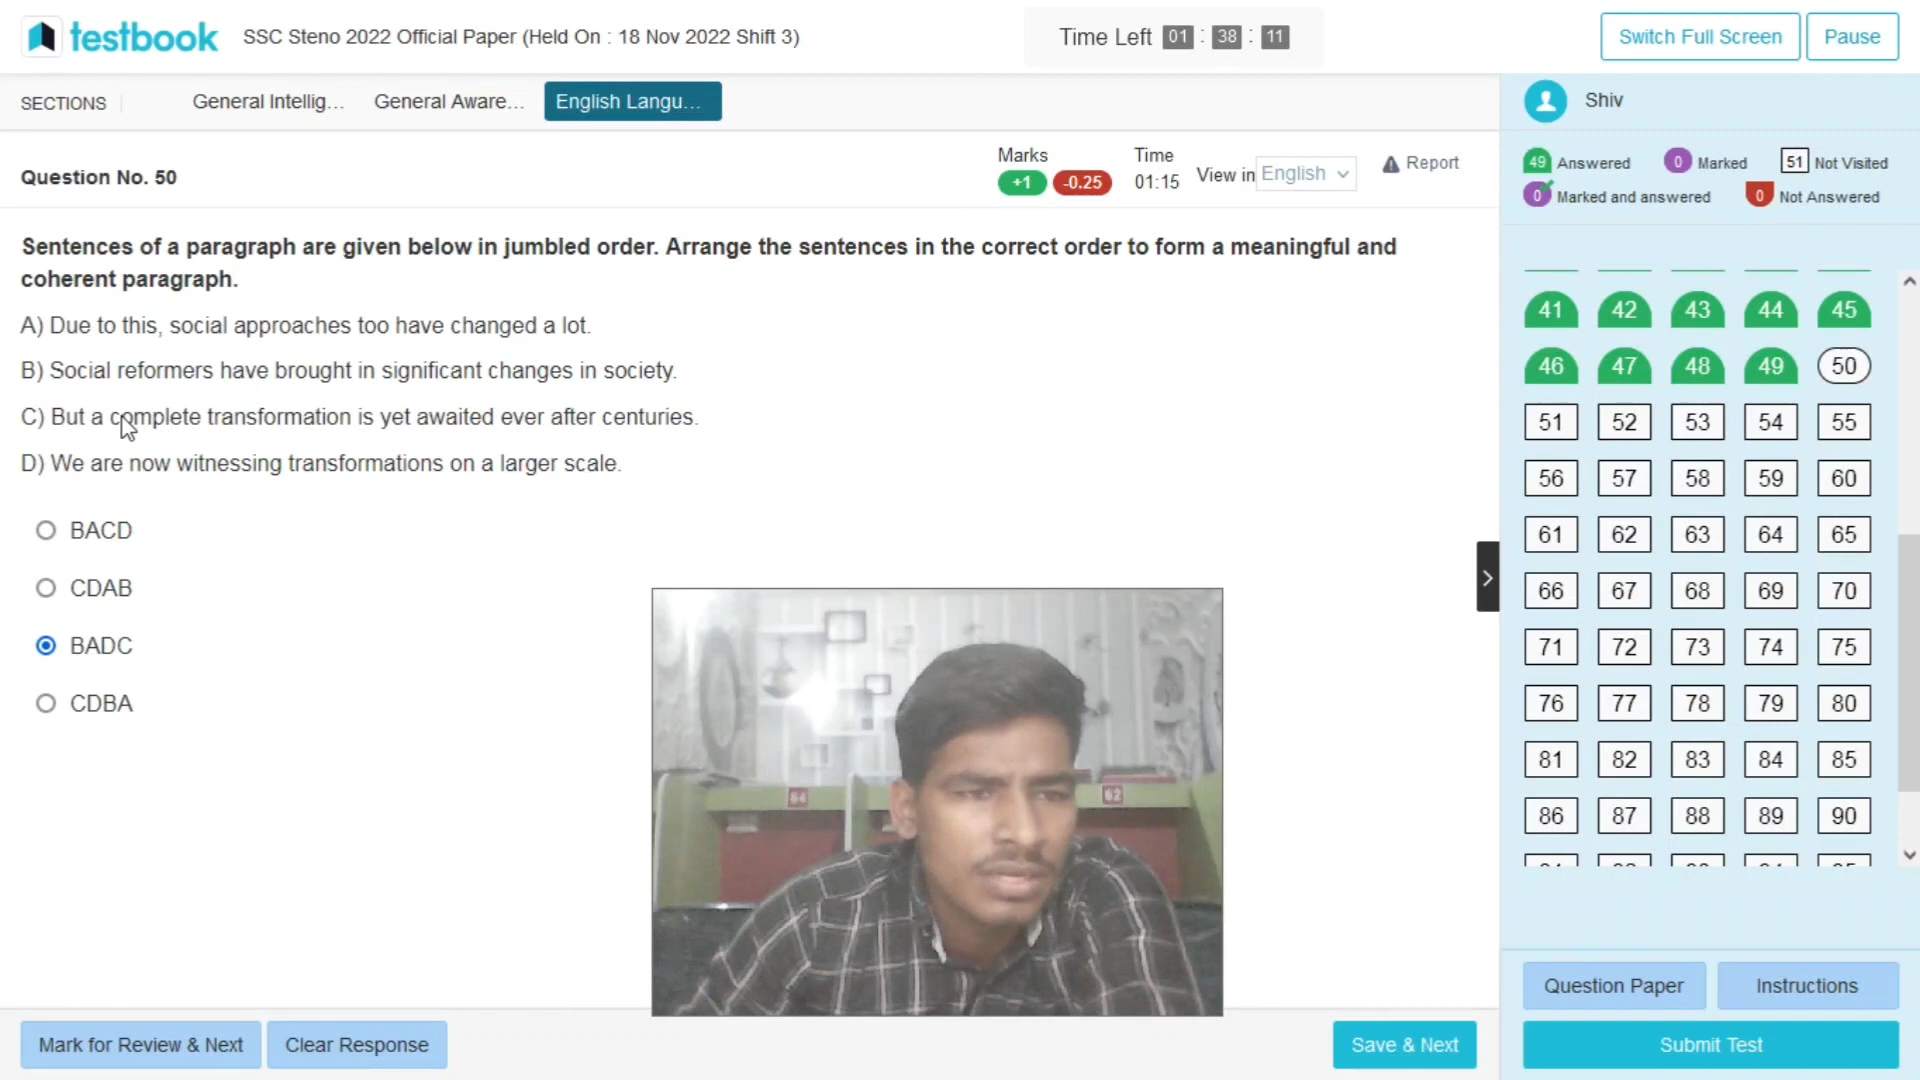 testbook
SSC Steno 2022 Official Paper (Held On : 18 Nov 2022 Shift 3)
Time Left 01 : 38 : 11
Switch Full Screen
Pause
SECTIONS
General Intellig...
General Aware...
English Langu...
Shiv
Question No. 50
Marks
+1
-0.25
Time
01:15
View in English
Report
49 Answered
0 Marked
51 Not Visited
0 Marked and answered
0 Not Answered
Sentences of a paragraph are given below in jumbled order. Arrange the sentences in the correct order to form a meaningful and
coherent paragraph.
A) Due to this, social approaches too have changed a lot.
B) Social reformers have brought in significant changes in society.
C) But a complete transformation is yet awaited ever after centuries.
D) We are now witnessing transformations on a larger scale.
BACD
CDAB
BADC
CDBA
64
62
41 42 43 44 45
46 47 48 49 50
51 52 53 54 55
56 57 58 59 60
61 62 63 64 65
66 67 68 69 70
71 72 73 74 75
76 77 78 79 80
81 82 83 84 85
86 87 88 89 90
Question Paper
Instructions
Mark for Review & Next
Clear Response
Save & Next
Submit Test